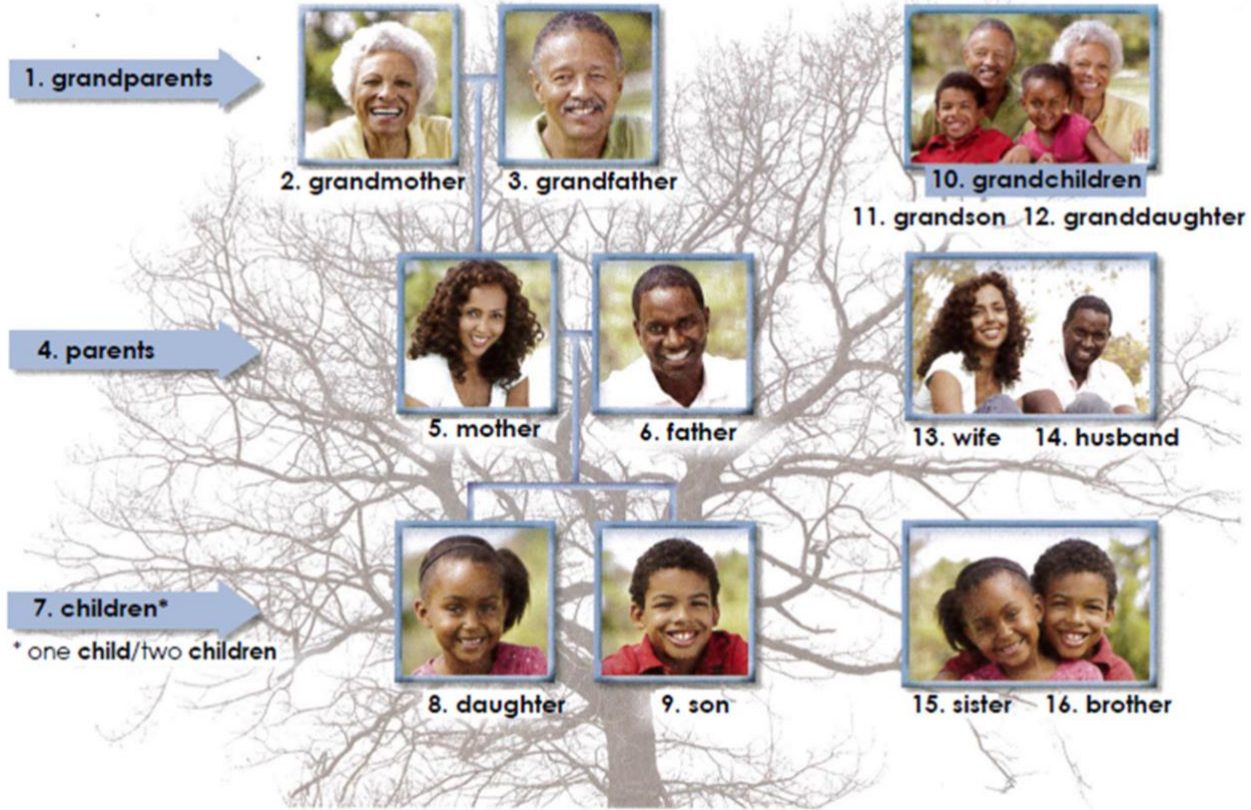 1. grandparents
2. grandmother
3. grandfather
10. grandchildren
11. grandson 12. granddaughter
4. parents
5. mother
6. father
13. wife
14. husband
7. children*
* one child/two children
8. daughter
9. son
15. sister
16. brother